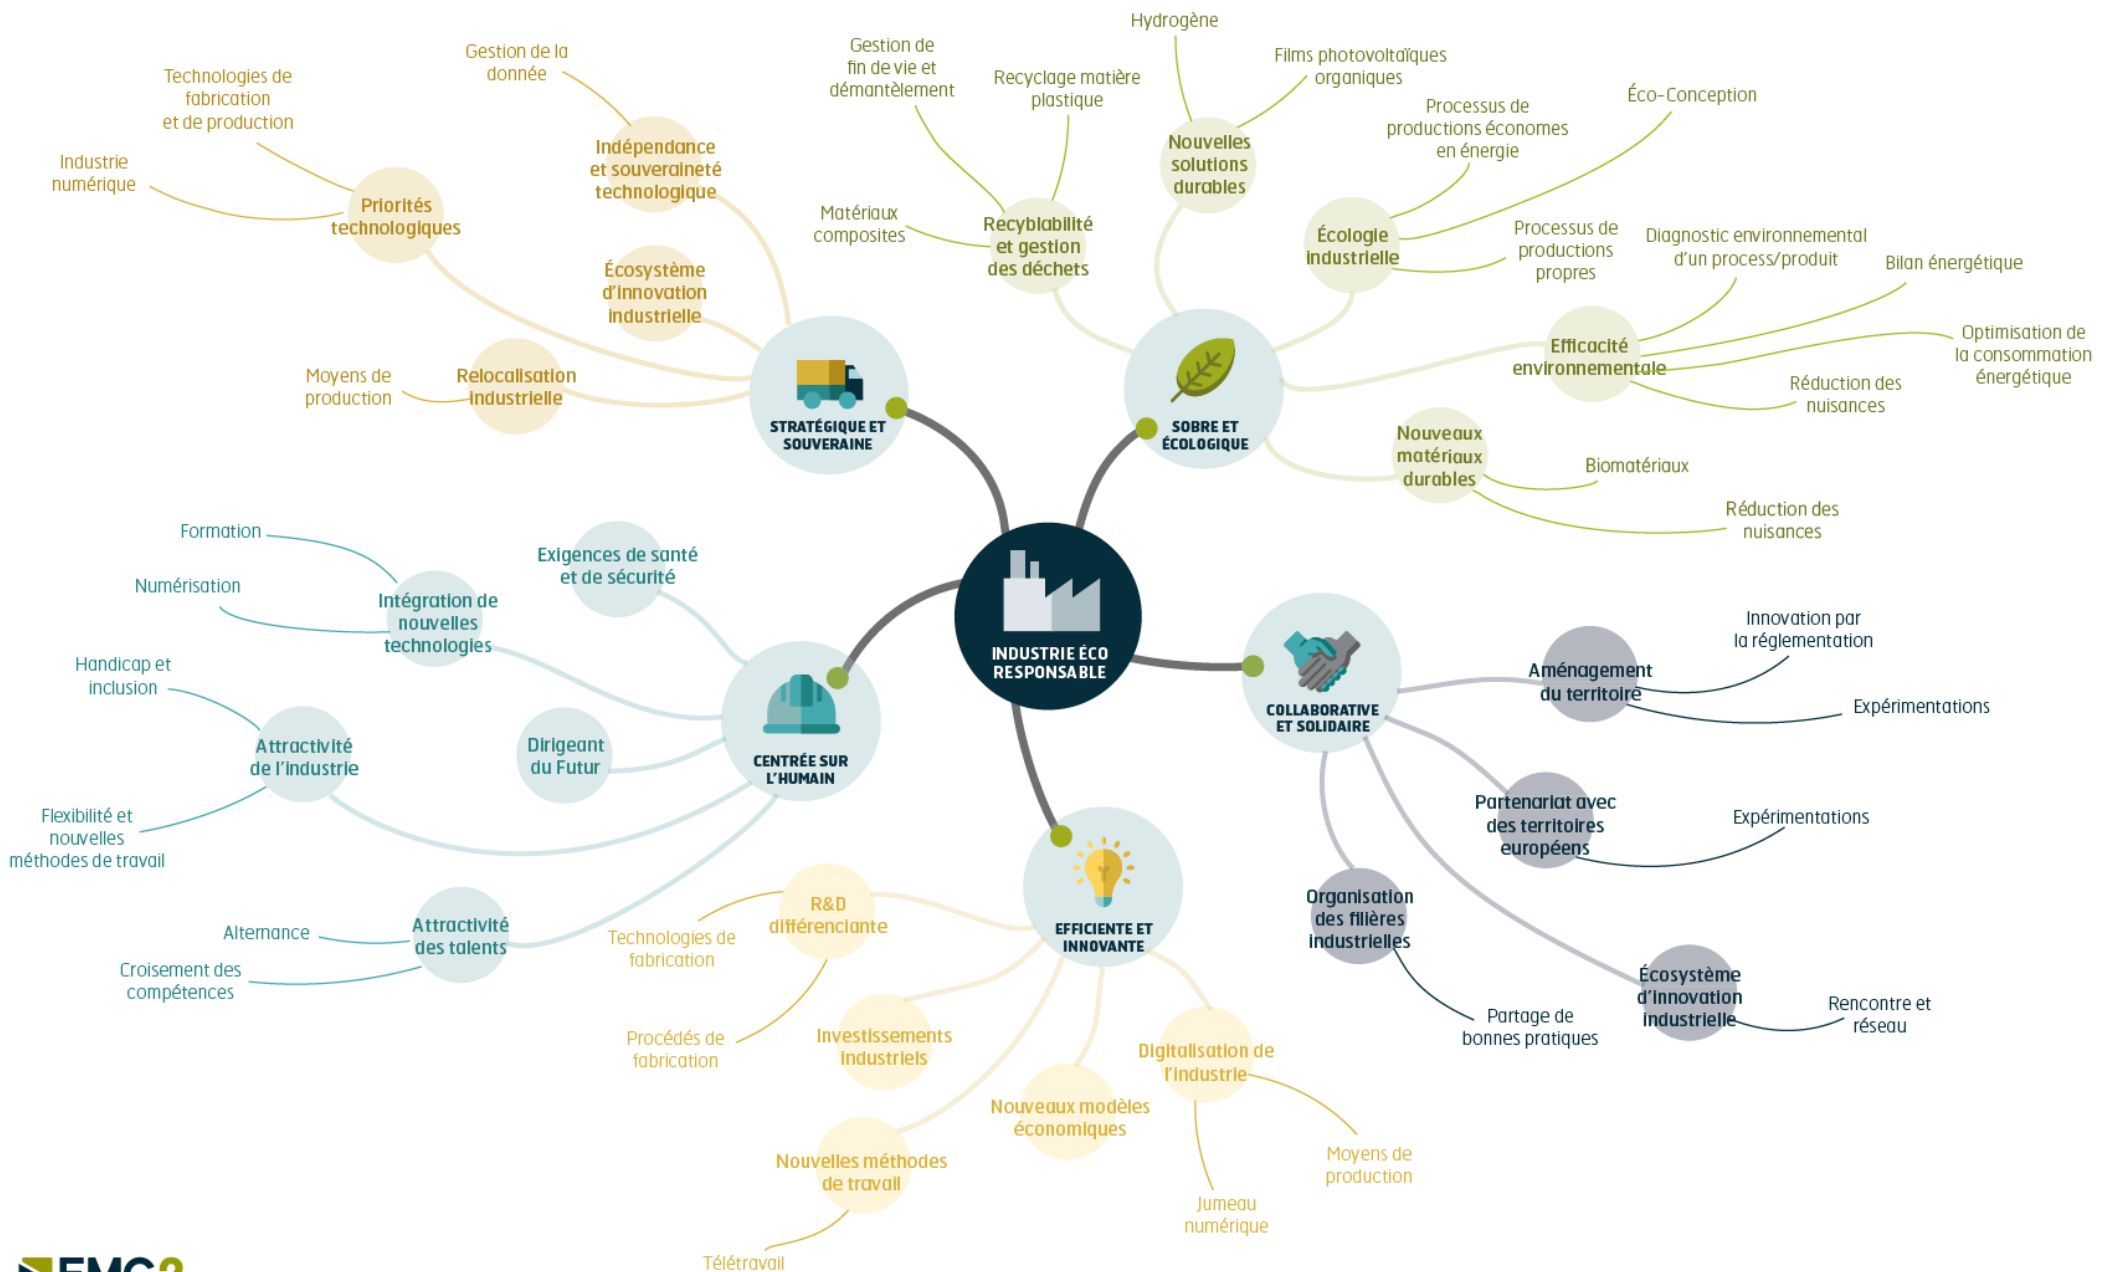 Gestion de la
donnée
Technologies de
fabrication
et de production
Industrie
numérique
Priorités
technologiques
Indépendance
et souveraineté
technologique
Écosystème
d'innovation
industrielle
Moyens de
production
Relocalisation
industrielle
STRATÉGIQUE ET
SOUVERAINE
Hydrogène
Gestion de
fin de vie et
démantèlement
Recyclage matière
plastique
Films photovoltaïques
organiques
Matériaux
composites
Recyblabilité
et gestion
des déchets
Nouvelles
solutions
durables
Processus de
productions économes
en énergie
Éco-Conception
Écologie
industrielle
Processus de
productions
propres
Diagnostic environnemental
d'un process/produit
Bilan énergétique
Efficacité
environnementale
Optimisation de
la consommation
énergétique
Réduction des
nuisances
Nouveaux
matériaux
durables
Biomatériaux
Réduction des
nuisances
SOBRE ET
ÉCOLOGIQUE
INDUSTRIE ÉCO
RESPONSABLE
Formation
Numérisation
Intégration de
nouvelles
technologies
Exigences de santé
et de sécurité
Handicap et
inclusion
Attractivité
de l'industrie
Dirigeant
du Futur
Flexibilité et
nouvelles
méthodes de travail
Alternance
Croisement des
compétences
Attractivité
des talents
CENTRÉE SUR
L'HUMAIN
COLLABORATIVE
ET SOLIDAIRE
Aménagement
du territoire
Innovation par
la réglementation
Expérimentations
Partenariat avec
des territoires
européens
Expérimentations
Organisation
des filières
industrielles
Partage de
bonnes pratiques
Écosystème
d'innovation
industrielle
Rencontre et
réseau
EFFICIENTE ET
INNOVANTE
R&D
différenciante
Technologies de
fabrication
Procédés de
fabrication
Investissements
industriels
Nouvelles méthodes
de travail
Télétravail
Nouveaux modèles
économiques
Digitalisation de
l'industrie
Moyens de
production
Jumeau
numérique
EMC2